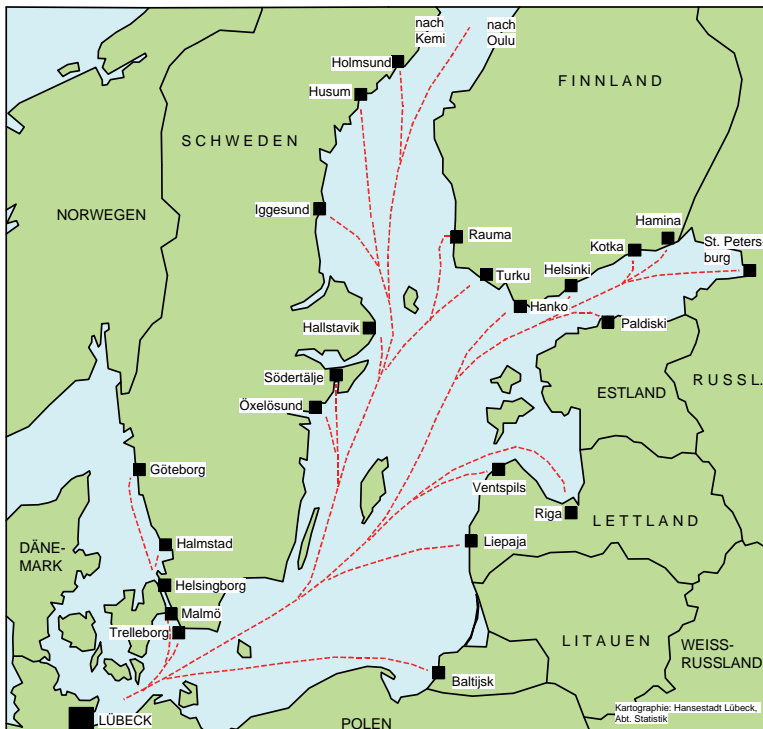 nach
Kemi
nach
Oulu
Holmsund
Husum
FINNLAND
SCHWEDEN
NORWEGEN
Iggesund
Rauma
Hamina
Kotka
St. Peters-
burg
Turku
Helsinki
Hanko
Hallstavik
Paldiski
Södertälje
ESTLAND
RUSSL.
Öxelösund
Göteborg
Ventspils
Riga
LETTLAND
Halmstad
Liepaja
DÄNE-
MARK
Helsingborg
Malmö
Trelleborg
LITAUEN
WEISS-
RUSSLAND
Baltijsk
Kartographie: Hansestadt Lübeck,
Abt. Statistik
LÜBECK
POLEN